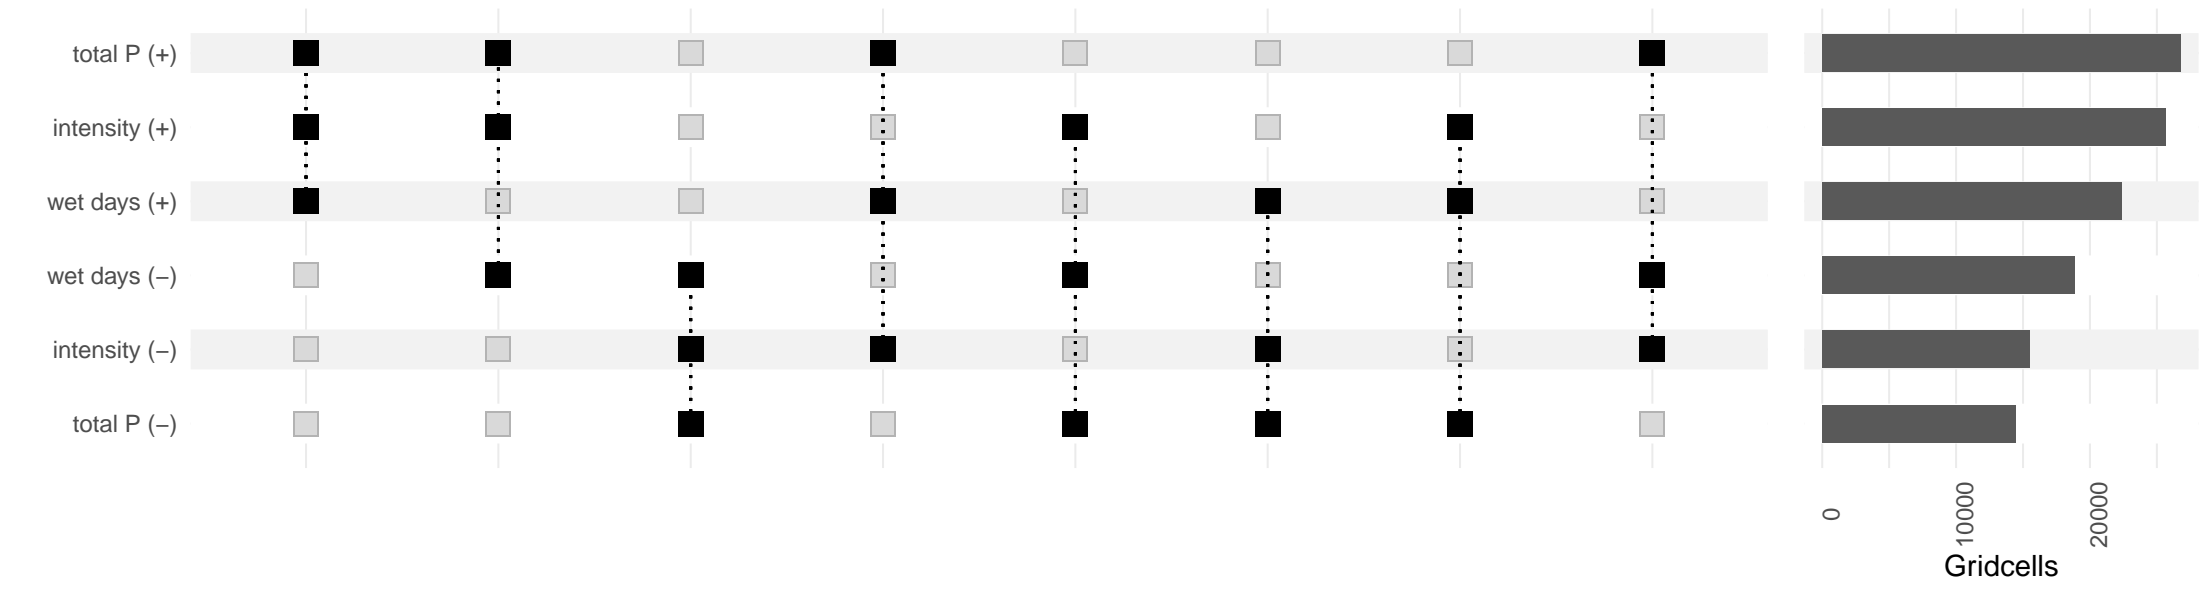 total P (+)
intensity (+)
wet days (+)
wet days (−)
intensity (−)
total P (−)
0
10000
20000
Gridcells